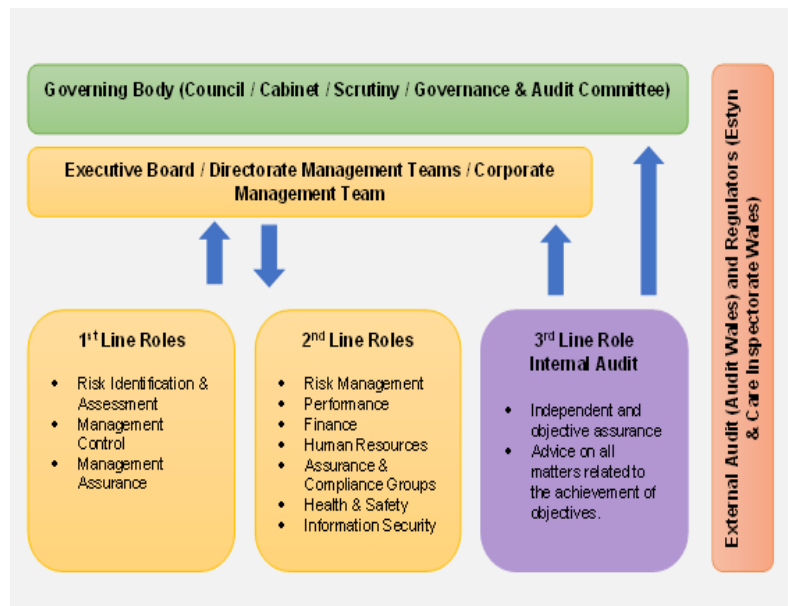 Governing Body (Council / Cabinet / Scrutiny / Governance & Audit Committee)
Executive Board / Directorate Management Teams / Corporate
Management Team
1st Line Roles
• Risk Identification &
Assessment
• Management
Control
• Management
Assurance
2nd Line Roles
• Risk Management
• Performance
• Finance
• Human Resources
• Assurance &
Compliance Groups
• Health & Safety
• Information Security
3rd Line Role
Internal Audit
• Independent and
objective assurance
• Advice on all
matters related to
the achievement of
objectives.
External Audit (Audit Wales) and Regulators (Estyn
& Care Inspectorate Wales)